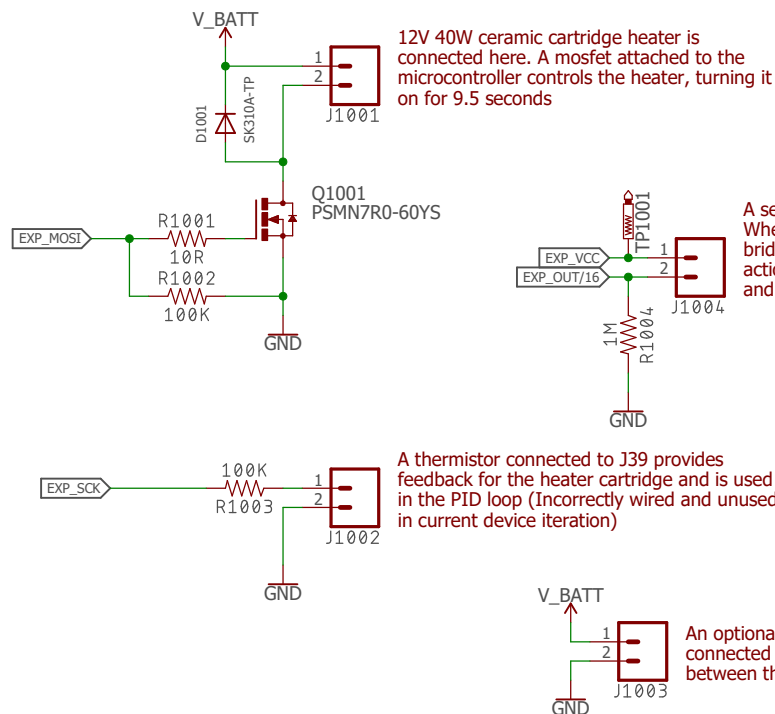 V_BATT
12V 40W ceramic cartridge heater is
connected here. A mosfet attached to the
microcontroller controls the heater, turning it
on for 9.5 seconds
1
2
J1001
D1001
SK310A-TP
Q1001
PSMN7R0-60YS
EXP_MOSI
R1001
10R
R1002
100K
GND
TP1001
A se
Whe
brid
actio
and
EXP_VCC
EXP_OUT/16
1
2
J1004
1M
R1004
GND
EXP_SCK
100K
R1003
1
2
J1002
GND
A thermistor connected to J39 provides
feedback for the heater cartridge and is used
in the PID loop (Incorrectly wired and unused
in current device iteration)
V_BATT
1
2
J1003
GND
An optiona
connected
between th